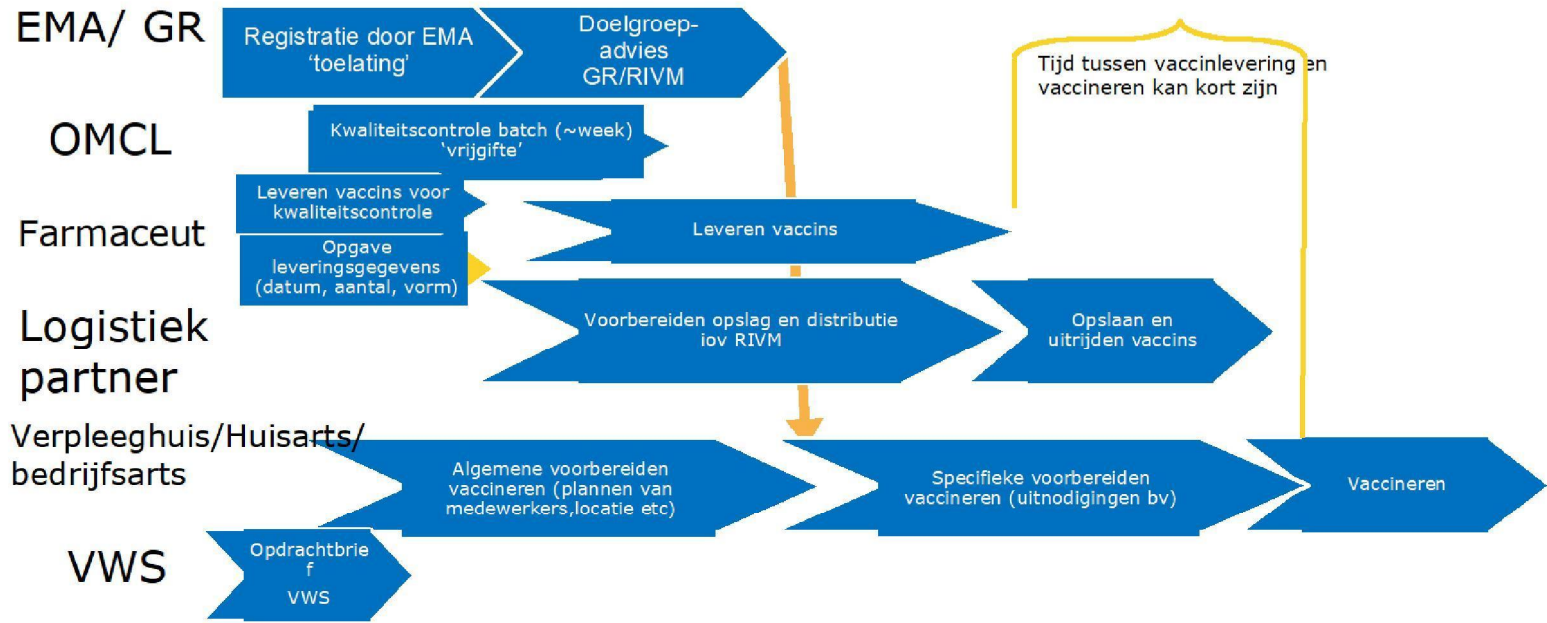 EMA/ GR
Registratie door EMA
'toelating'
Doelgroep-
advies
GR/RIVM
Tijd tussen vaccinlevering en
vaccineren kan kort zijn
OMCL
Kwaliteitscontrole batch (~week)
'vrijgifte'
Farmaceut
Leveren vaccins voor
kwaliteitscontrole
Opgave
leveringsgegevens
(datum, aantal, vorm)
Leveren vaccins
Logistiek
partner
Voorbereiden opslag en distributie
iov RIVM
Opslaan en
uitrijden vaccins
Verpleeghuis/Huisarts/
bedrijfsarts
Algemene voorbereiden
vaccineren (plannen van
medewerkers,locatie etc)
Specifieke voorbereiden
vaccineren (uitnodigingen bv)
Vaccineren
VWS
Opdrachtbrie
f
VWS